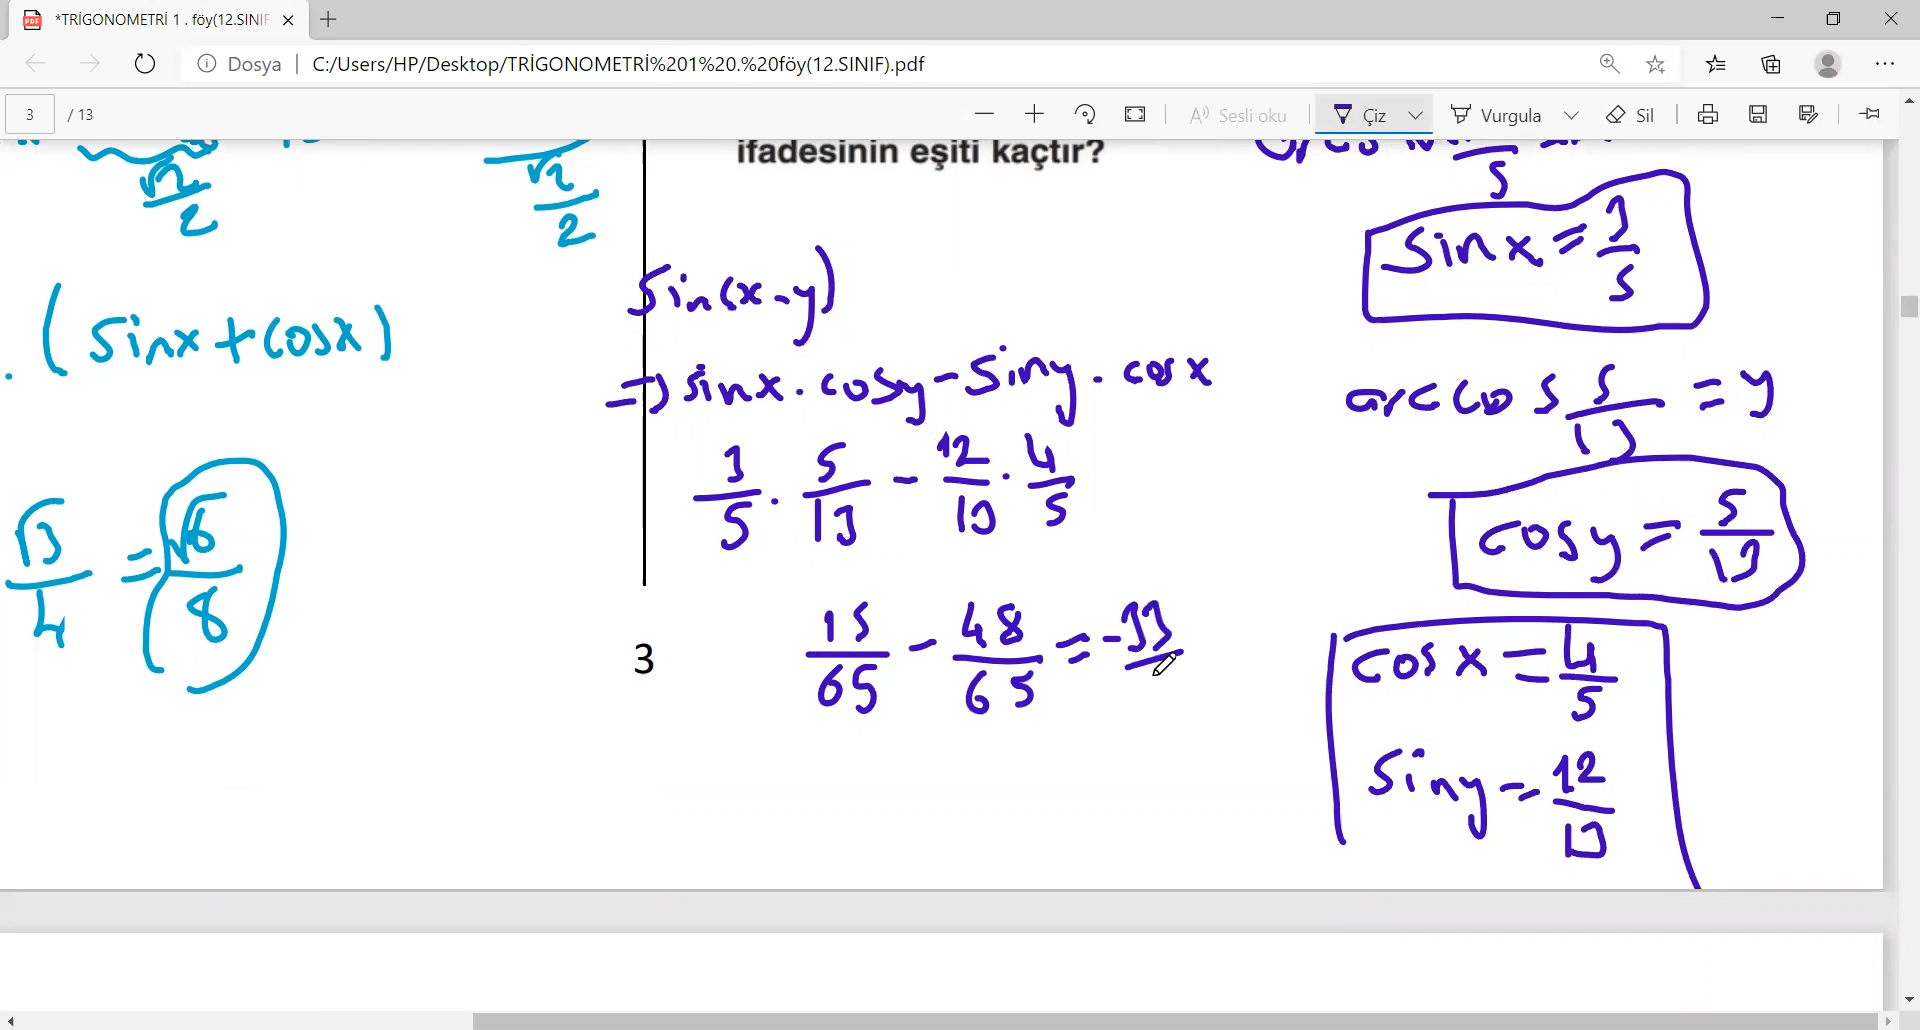 *TRİGONOMETRİ 1 . föy(12.SINIF
Dosya | C:/Users/HP/Desktop/TRİGONOMETRİ%201%20.%20föy(12.SINIF).pdf
3 / 13
Sesli oku
Çiz
Vurgula
Sil
√2/2
√2/2
. (sinx+cosx)
√3/4 = √6/8
ifadesinin eşiti kaçtır?
sin(x-y)
=> sinx . cosy - siny . cosx
3/5 . 5/13 - 12/13 . 4/5
15/65 - 48/65 = -33
3
sinx = 3/5
arccos 5/13 = y
cosy = 5/13
cosx = 4/5
siny = 12/13